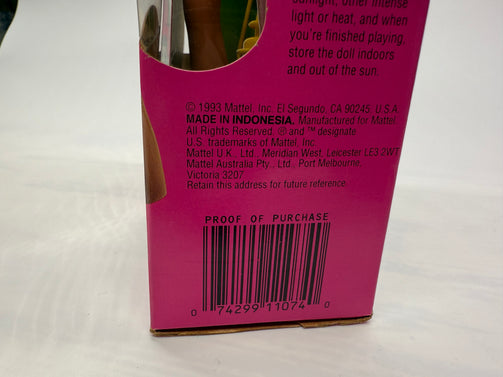 sunlight, other intense
light or heat, and when
you're finished playing,
store the doll indoors
and out of the sun.
© 1993 Mattel, Inc. El Segundo, CA 90245, U.S.A.
MADE IN INDONESIA. Manufactured for Mattel.
All Rights Reserved. ® and ™ designate
U.S. trademarks of Mattel, Inc.
Mattel U.K., Ltd., Meridian West, Leicester LE3 2WT
Mattel Australia Pty., Ltd., Port Melbourne,
Victoria 3207
Retain this address for future reference.
PROOF OF PURCHASE
0 74299 11074 0